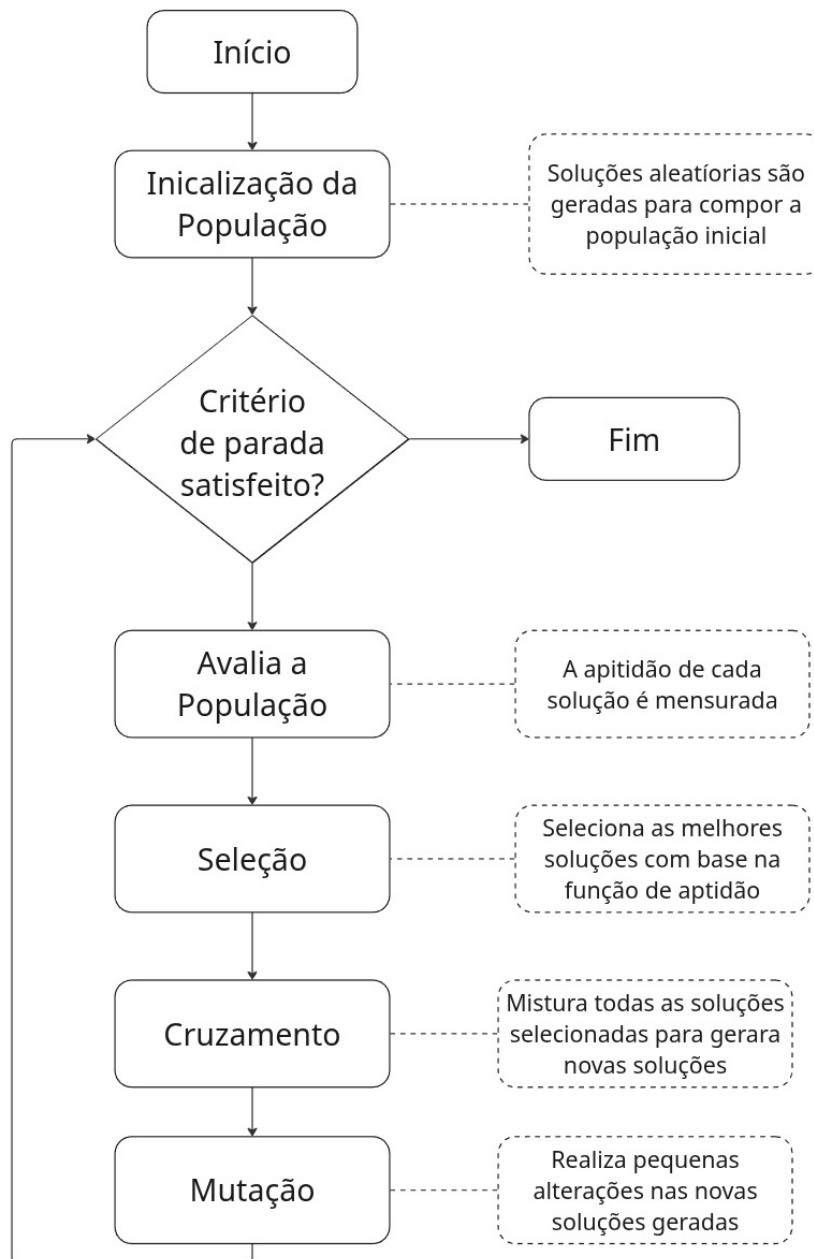 Início
Inicalização da
População
Soluções aleatíorias são
geradas para compor a
população inicial
Critério
de parada
satisfeito?
Fim
Avalia a
População
A apitidão de cada
solução é mensurada
Seleção
Seleciona as melhores
soluções com base na
função de aptidão
Cruzamento
Mistura todas as soluções
selecionadas para gerara
novas soluções
Mutação
Realiza pequenas
alterações nas novas
soluções geradas